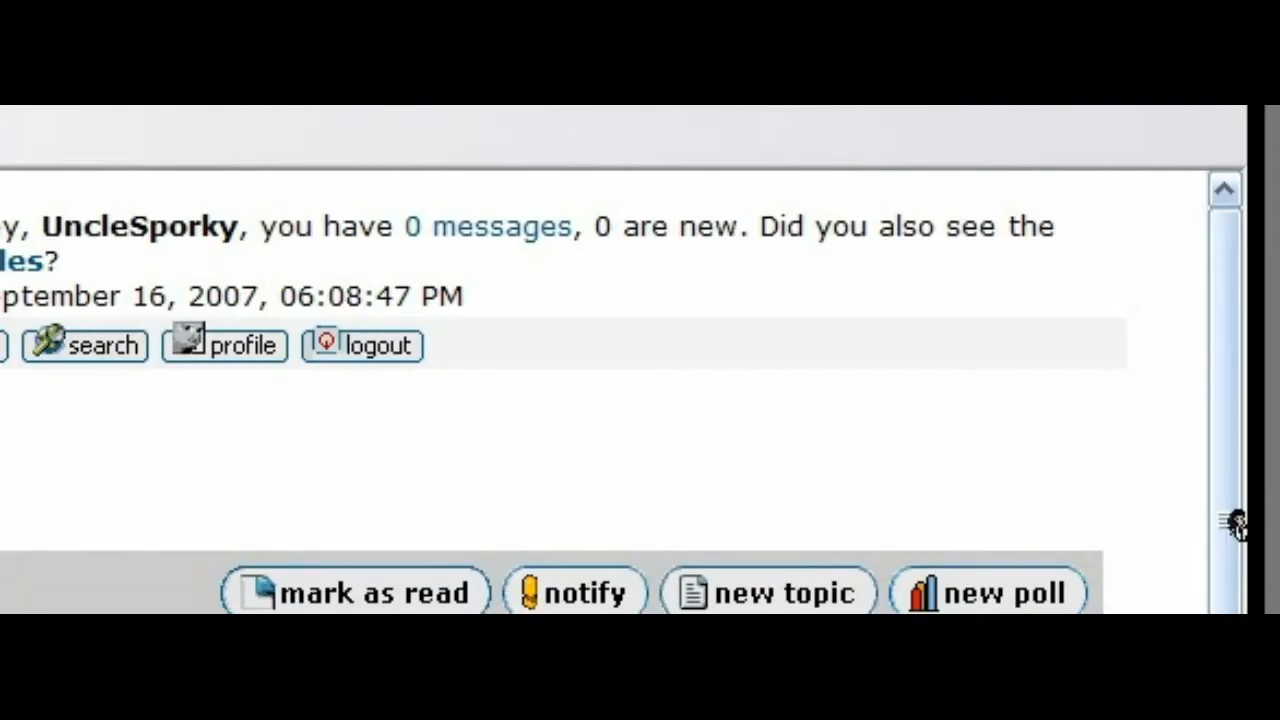 y, UncleSporky, you have 0 messages, 0 are new. Did you also see the
les?
ptember 16, 2007, 06:08:47 PM
search profile logout
mark as read notify new topic new poll